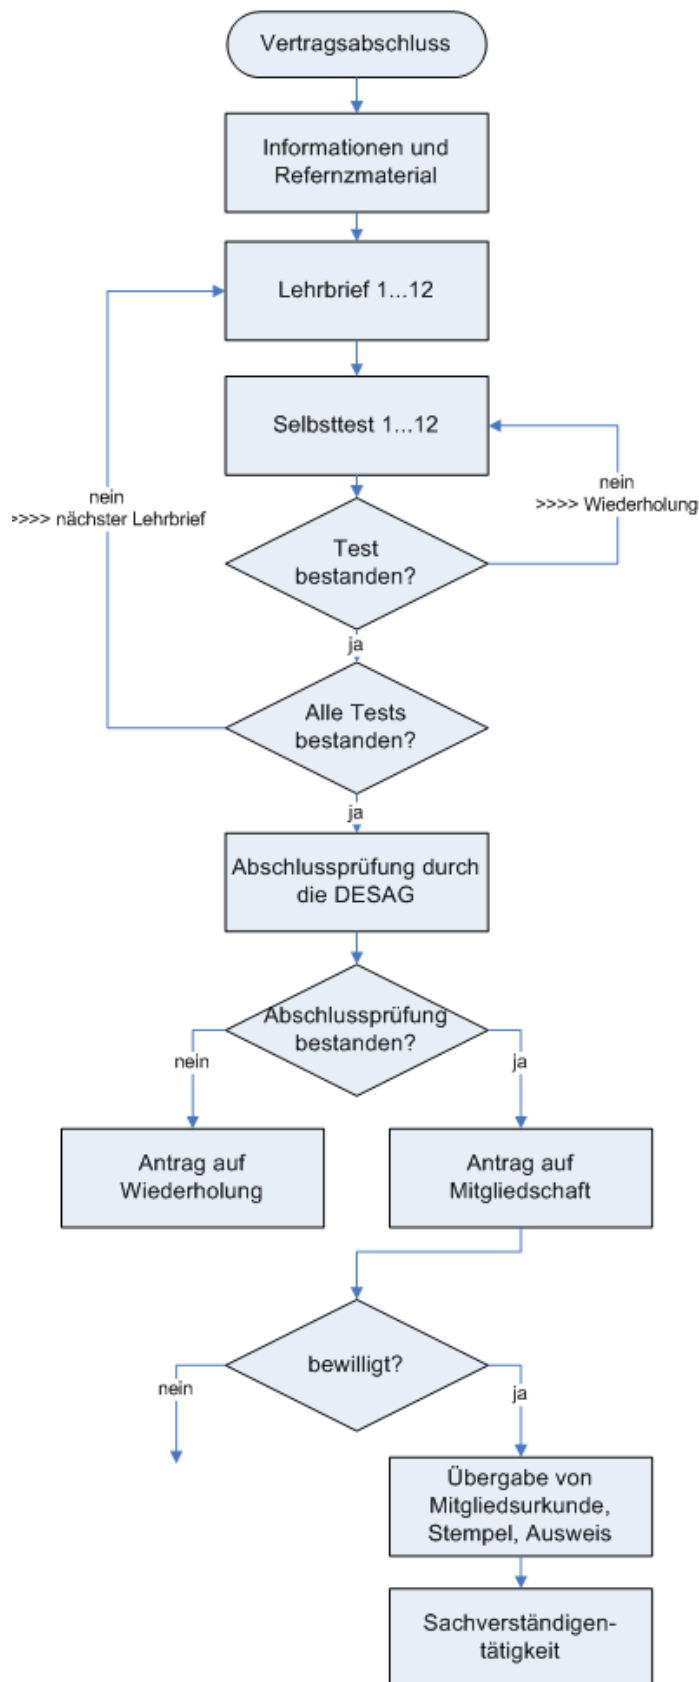 Vertragsabschluss
Informationen und
Refernzmaterial
Lehrbrief 1...12
Selbsttest 1...12
nein
>>>> nächster Lehrbrief
nein
>>>> Wiederholung
Test
bestanden?
ja
Alle Tests
bestanden?
ja
Abschlussprüfung durch
die DESAG
Abschlussprüfung
bestanden?
nein
ja
Antrag auf
Wiederholung
Antrag auf
Mitgliedschaft
bewilligt?
nein
ja
Übergabe von
Mitgliedsurkunde,
Stempel, Ausweis
Sachverständigen-
tätigkeit